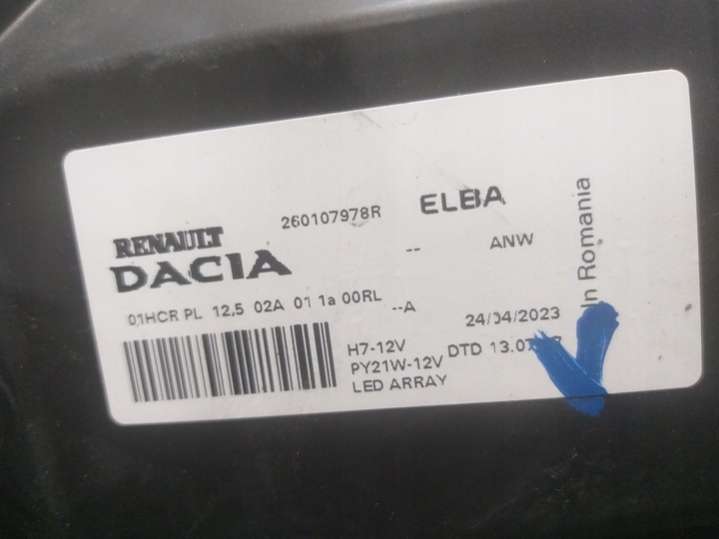 260107978R
ELBA
RENAULT
DACIA
--
ANW
01HCR PL 12.5 02A 01 1a 00RL
--A
24/04/2023
H7-12V
DTD
PY21W-12V
LED ARRAY
In Romania